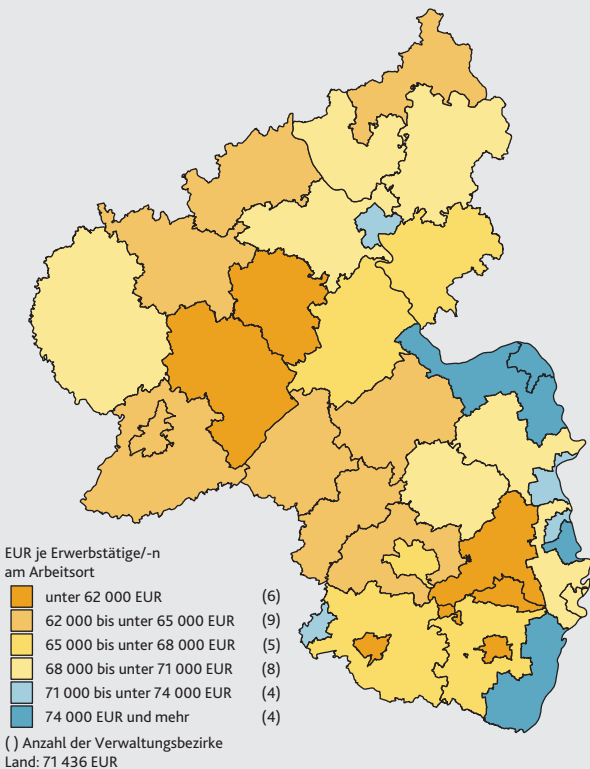 EUR je Erwerbstätige/-n
am Arbeitsort
unter 62 000 EUR (6)
62 000 bis unter 65 000 EUR (9)
65 000 bis unter 68 000 EUR (5)
68 000 bis unter 71 000 EUR (8)
71 000 bis unter 74 000 EUR (4)
74 000 EUR und mehr (4)
( ) Anzahl der Verwaltungsbezirke
Land: 71 436 EUR